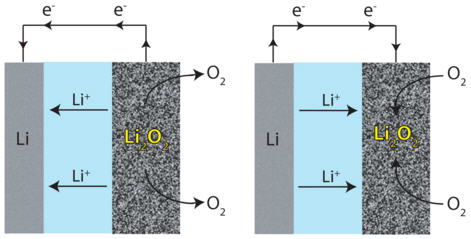 e⁻ e⁻
Li⁺
O₂
Li
Li₂O₂
Li⁺
O₂
e⁻ e⁻
Li⁺
O₂
Li
Li₂O₂
Li⁺
O₂